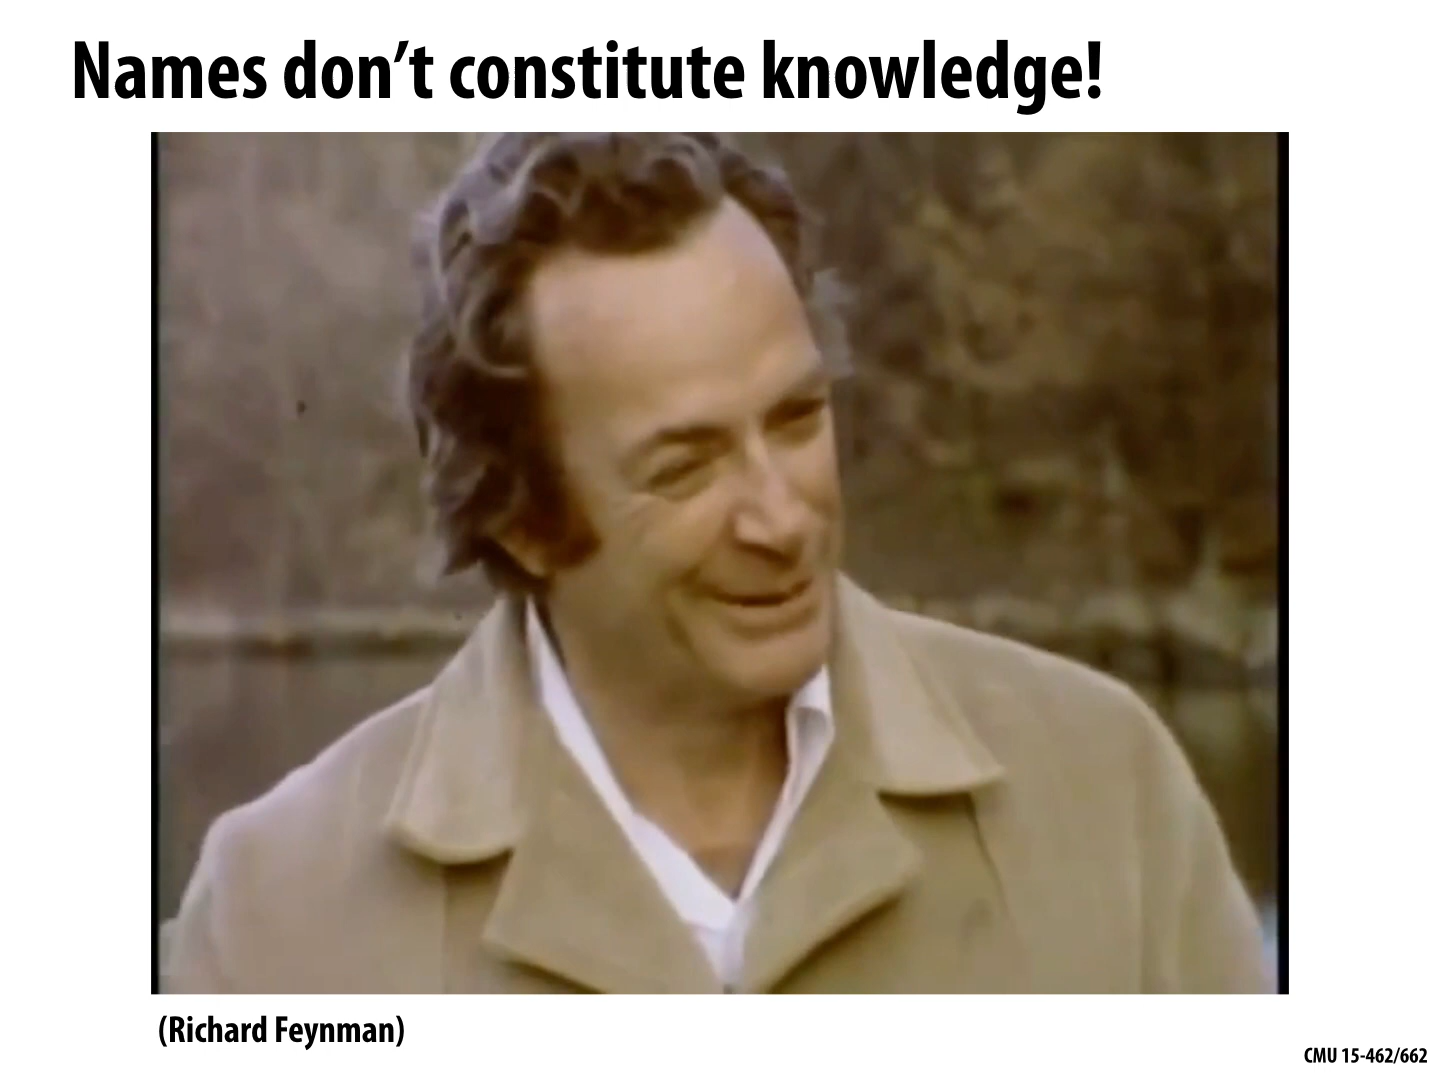 Names don’t constitute knowledge!
(Richard Feynman)
CMU 15-462/662